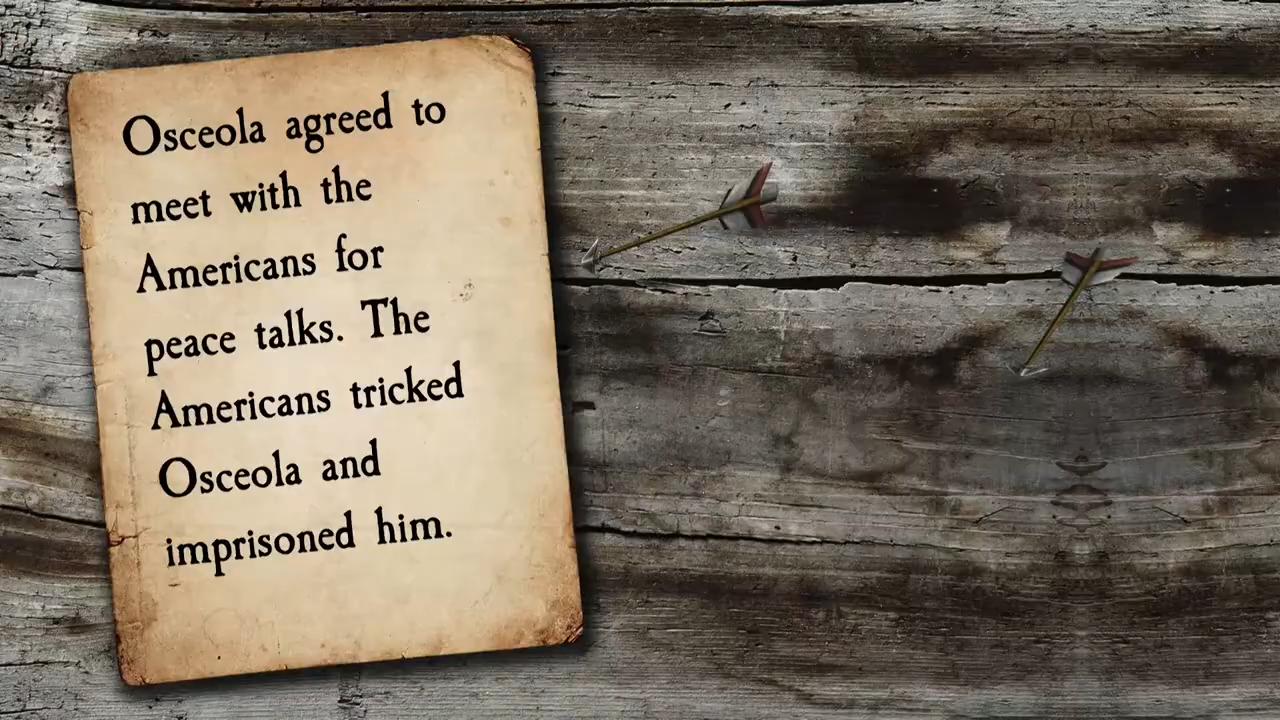 Osceola agreed to
meet with the
Americans for
peace talks. The
Americans tricked
Osceola and
imprisoned him.